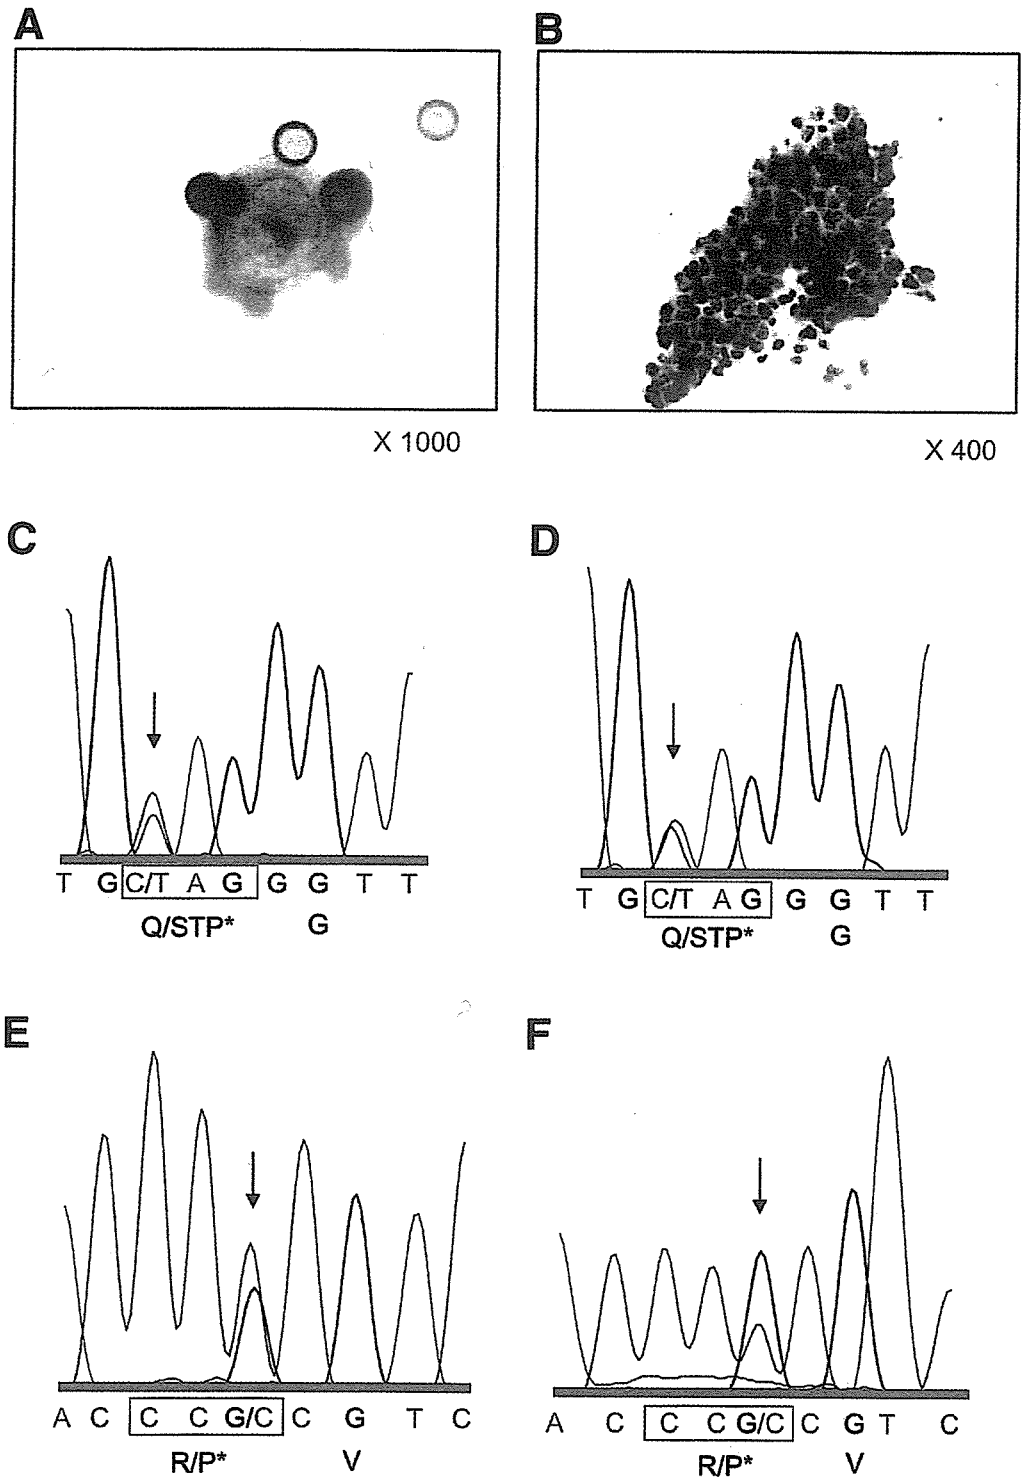 A
B
X 1000
X 400
C
D
T G C/T A G G G T T
Q/STP* G
T G C/T A G G G T T
Q/STP* G
E
F
A C C C G/C C G T C
R/P* V
A C C C G/C C G T C
R/P* V